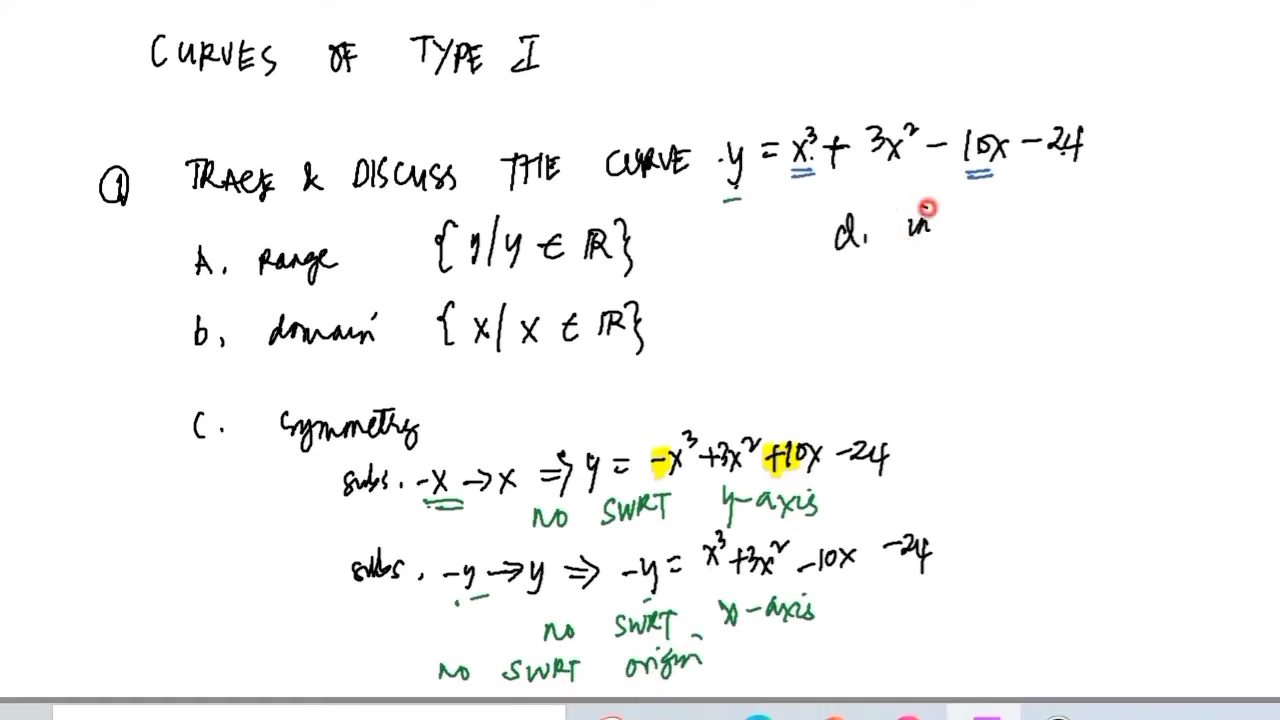 CURVES OF TYPE I
① TRACE & DISCUSS THE CURVE y = x³ + 3x² - 10x - 24
A. range {y/y ∈ ℝ}
d. in
b. domain {x/x ∈ ℝ}
C. Symmetry
subs. -x → x ⇒ y = -x³ +3x² +10x -24
NO SWRT y-axis
subs. -y → y ⇒ -y = x³+3x² -10x -24
no SWRT x-axis
NO SWRT origin